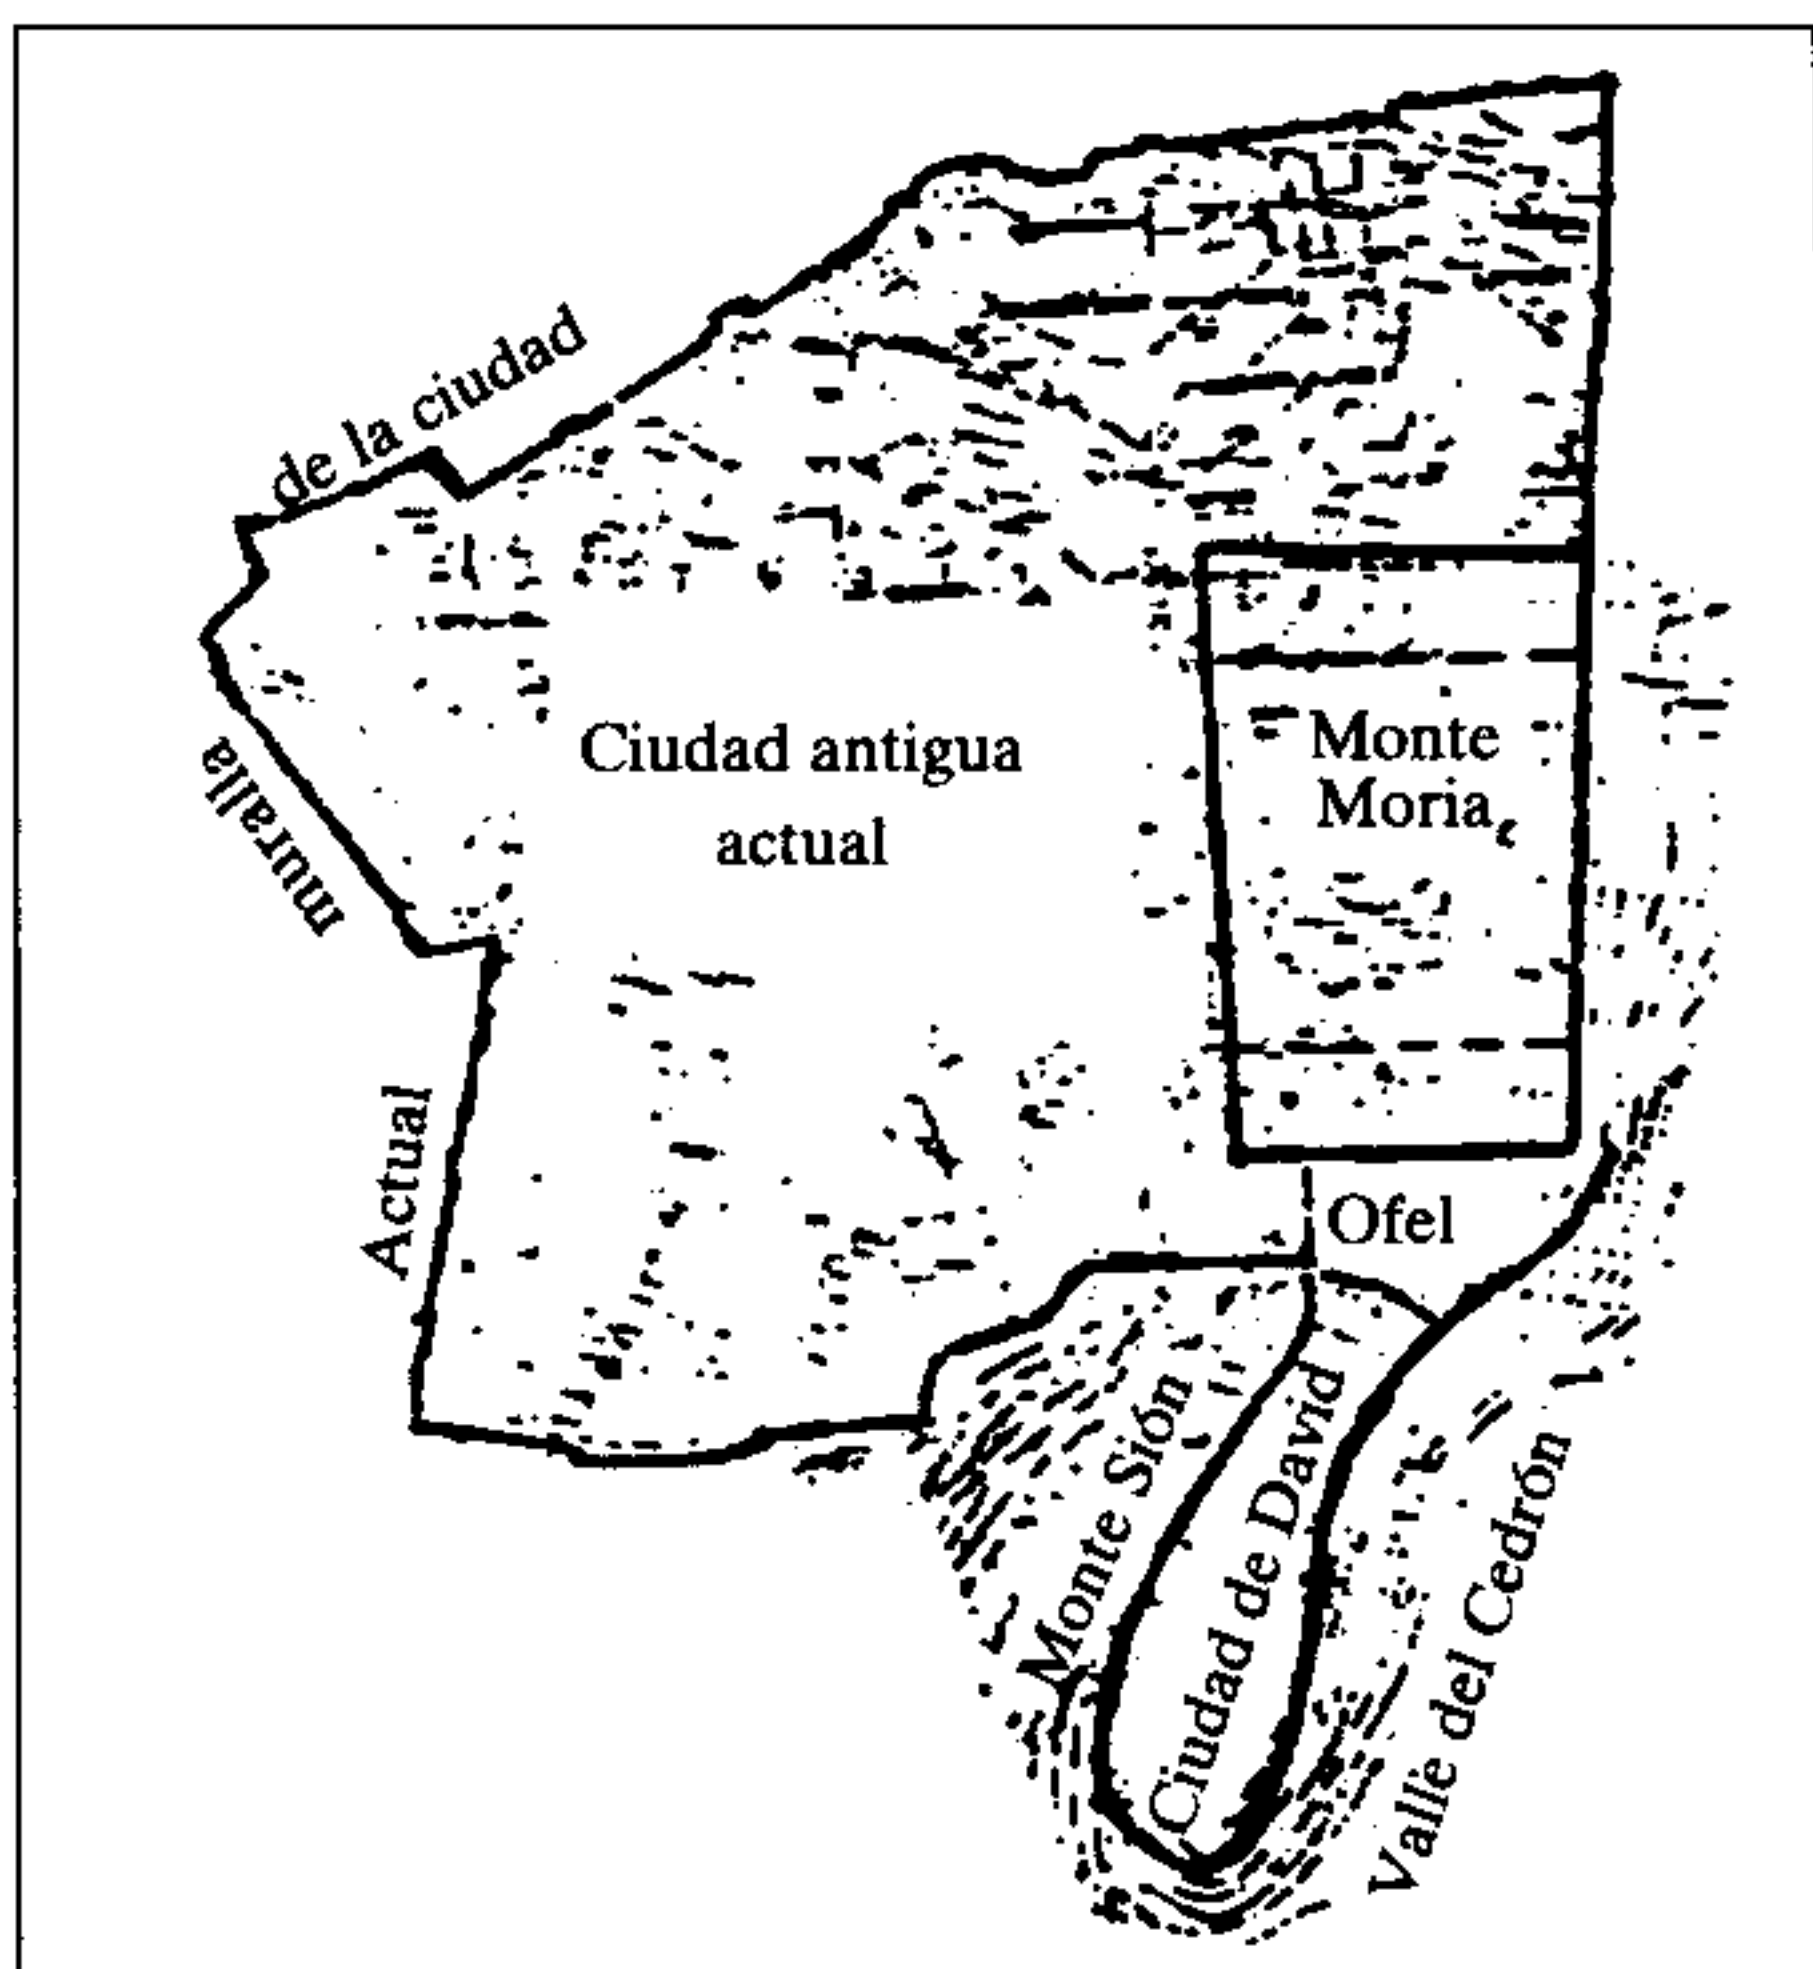 Actual
muralla
de la ciudad
Ciudad antigua
actual
Monte
Moria
Ofel
Monte Sión
Ciudad de David
Valle del Cedrón